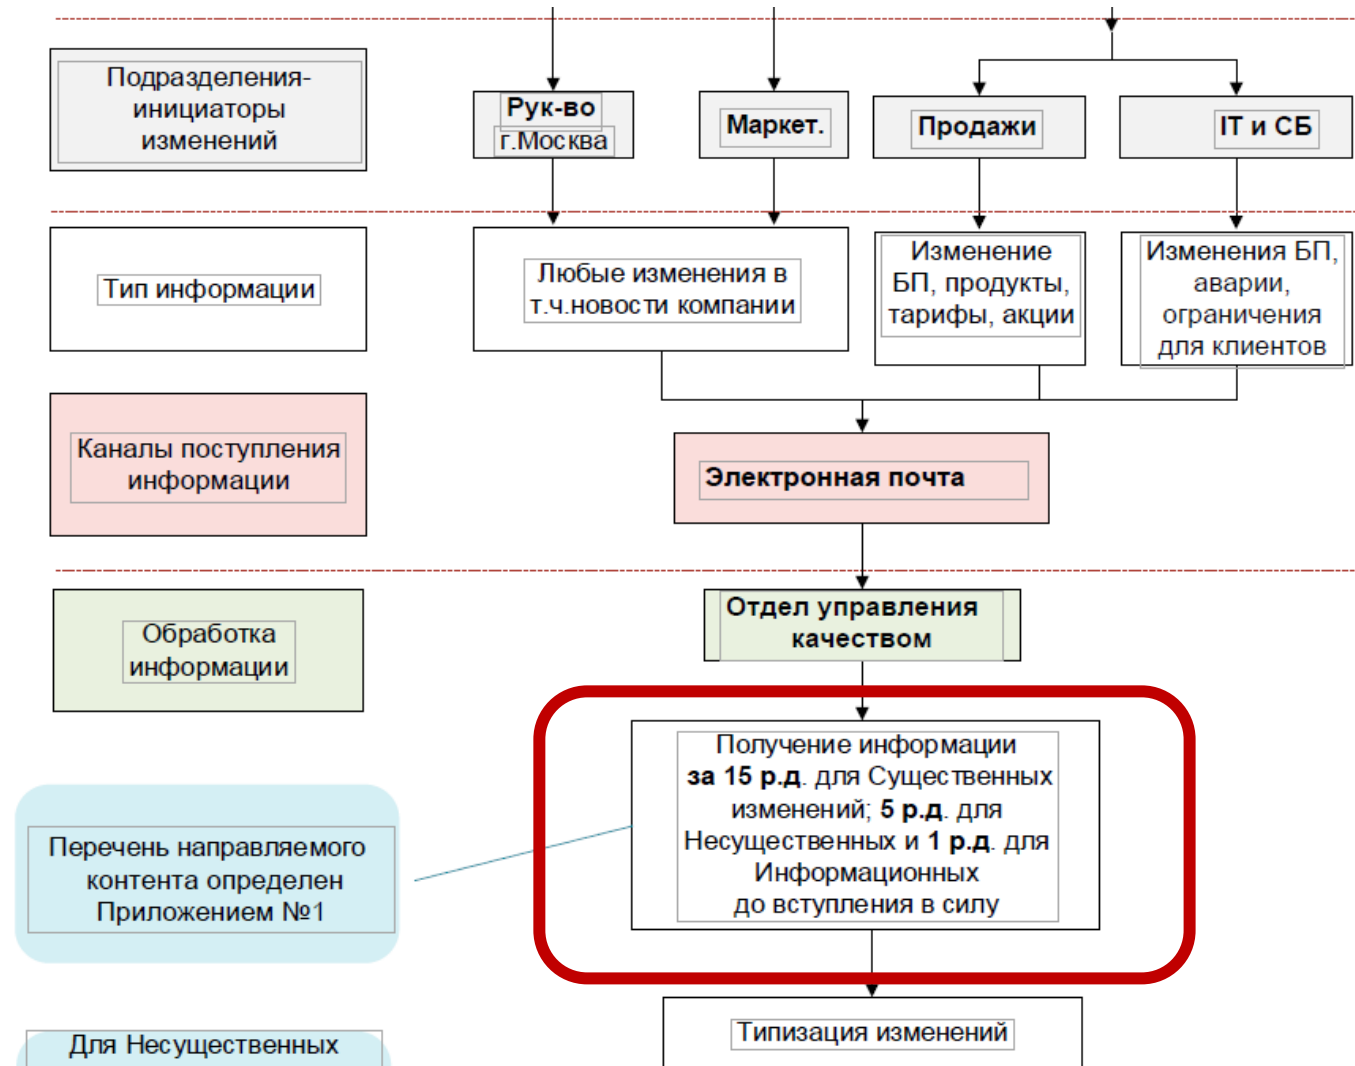 Подразделения-
инициаторы
изменений
Рук-во
г.Москва
Маркет.
Продажи
IT и СБ
Тип информации
Любые изменения в
т.ч.новости компании
Изменение
БП, продукты,
тарифы, акции
Изменения БП,
аварии,
ограничения
для клиентов
Каналы поступления
информации
Электронная почта
Обработка
информации
Отдел управления
качеством
Получение информации
за 15 р.д. для Существенных
изменений; 5 р.д. для
Несущественных и 1 р.д. для
Информационных
до вступления в силу
Перечень направляемого
контента определен
Приложением №1
Типизация изменений
Для Несущественных